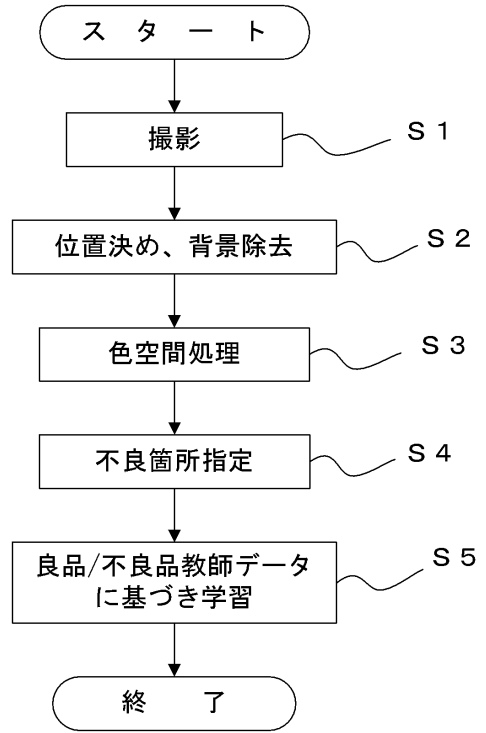 スタート
撮影
S1
位置決め、背景除去
S2
色空間処理
S3
不良箇所指定
S4
良品/不良品教師データ
に基づき学習
S5
終了